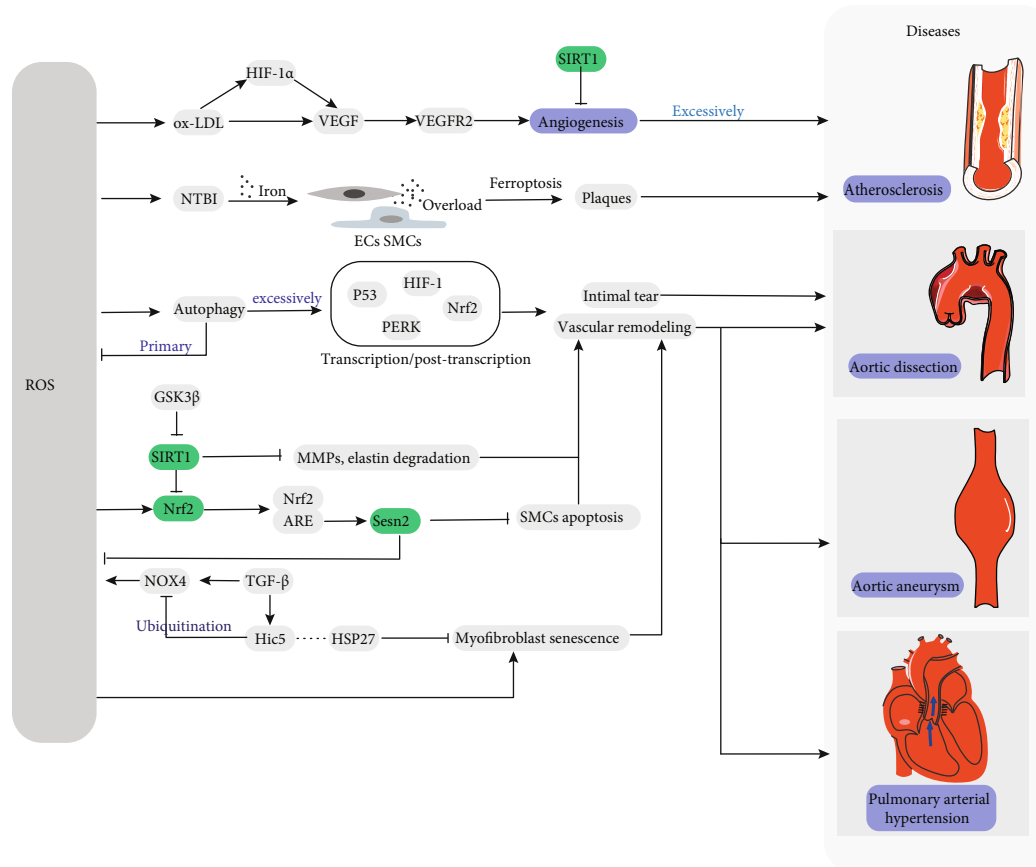 Diseases
SIRT1
HIF-1α
ox-LDL
VEGF
VEGFR2
Angiogenesis
Excessively
NTBI
Iron
Overload
Ferroptosis
Plaques
Atherosclerosis
ECs SMCs
ROS
Autophagy
excessively
Primary
P53
HIF-1
Nrf2
PERK
Transcription/post-transcription
Intimal tear
Vascular remodeling
Aortic dissection
GSK3β
SIRT1
MMPs, elastin degradation
Nrf2
Nrf2
ARE
Sesn2
SMCs apoptosis
NOX4
TGF-β
Ubiquitination
Hic5
HSP27
Myofibroblast senescence
Aortic aneurysm
Pulmonary arterial
hypertension